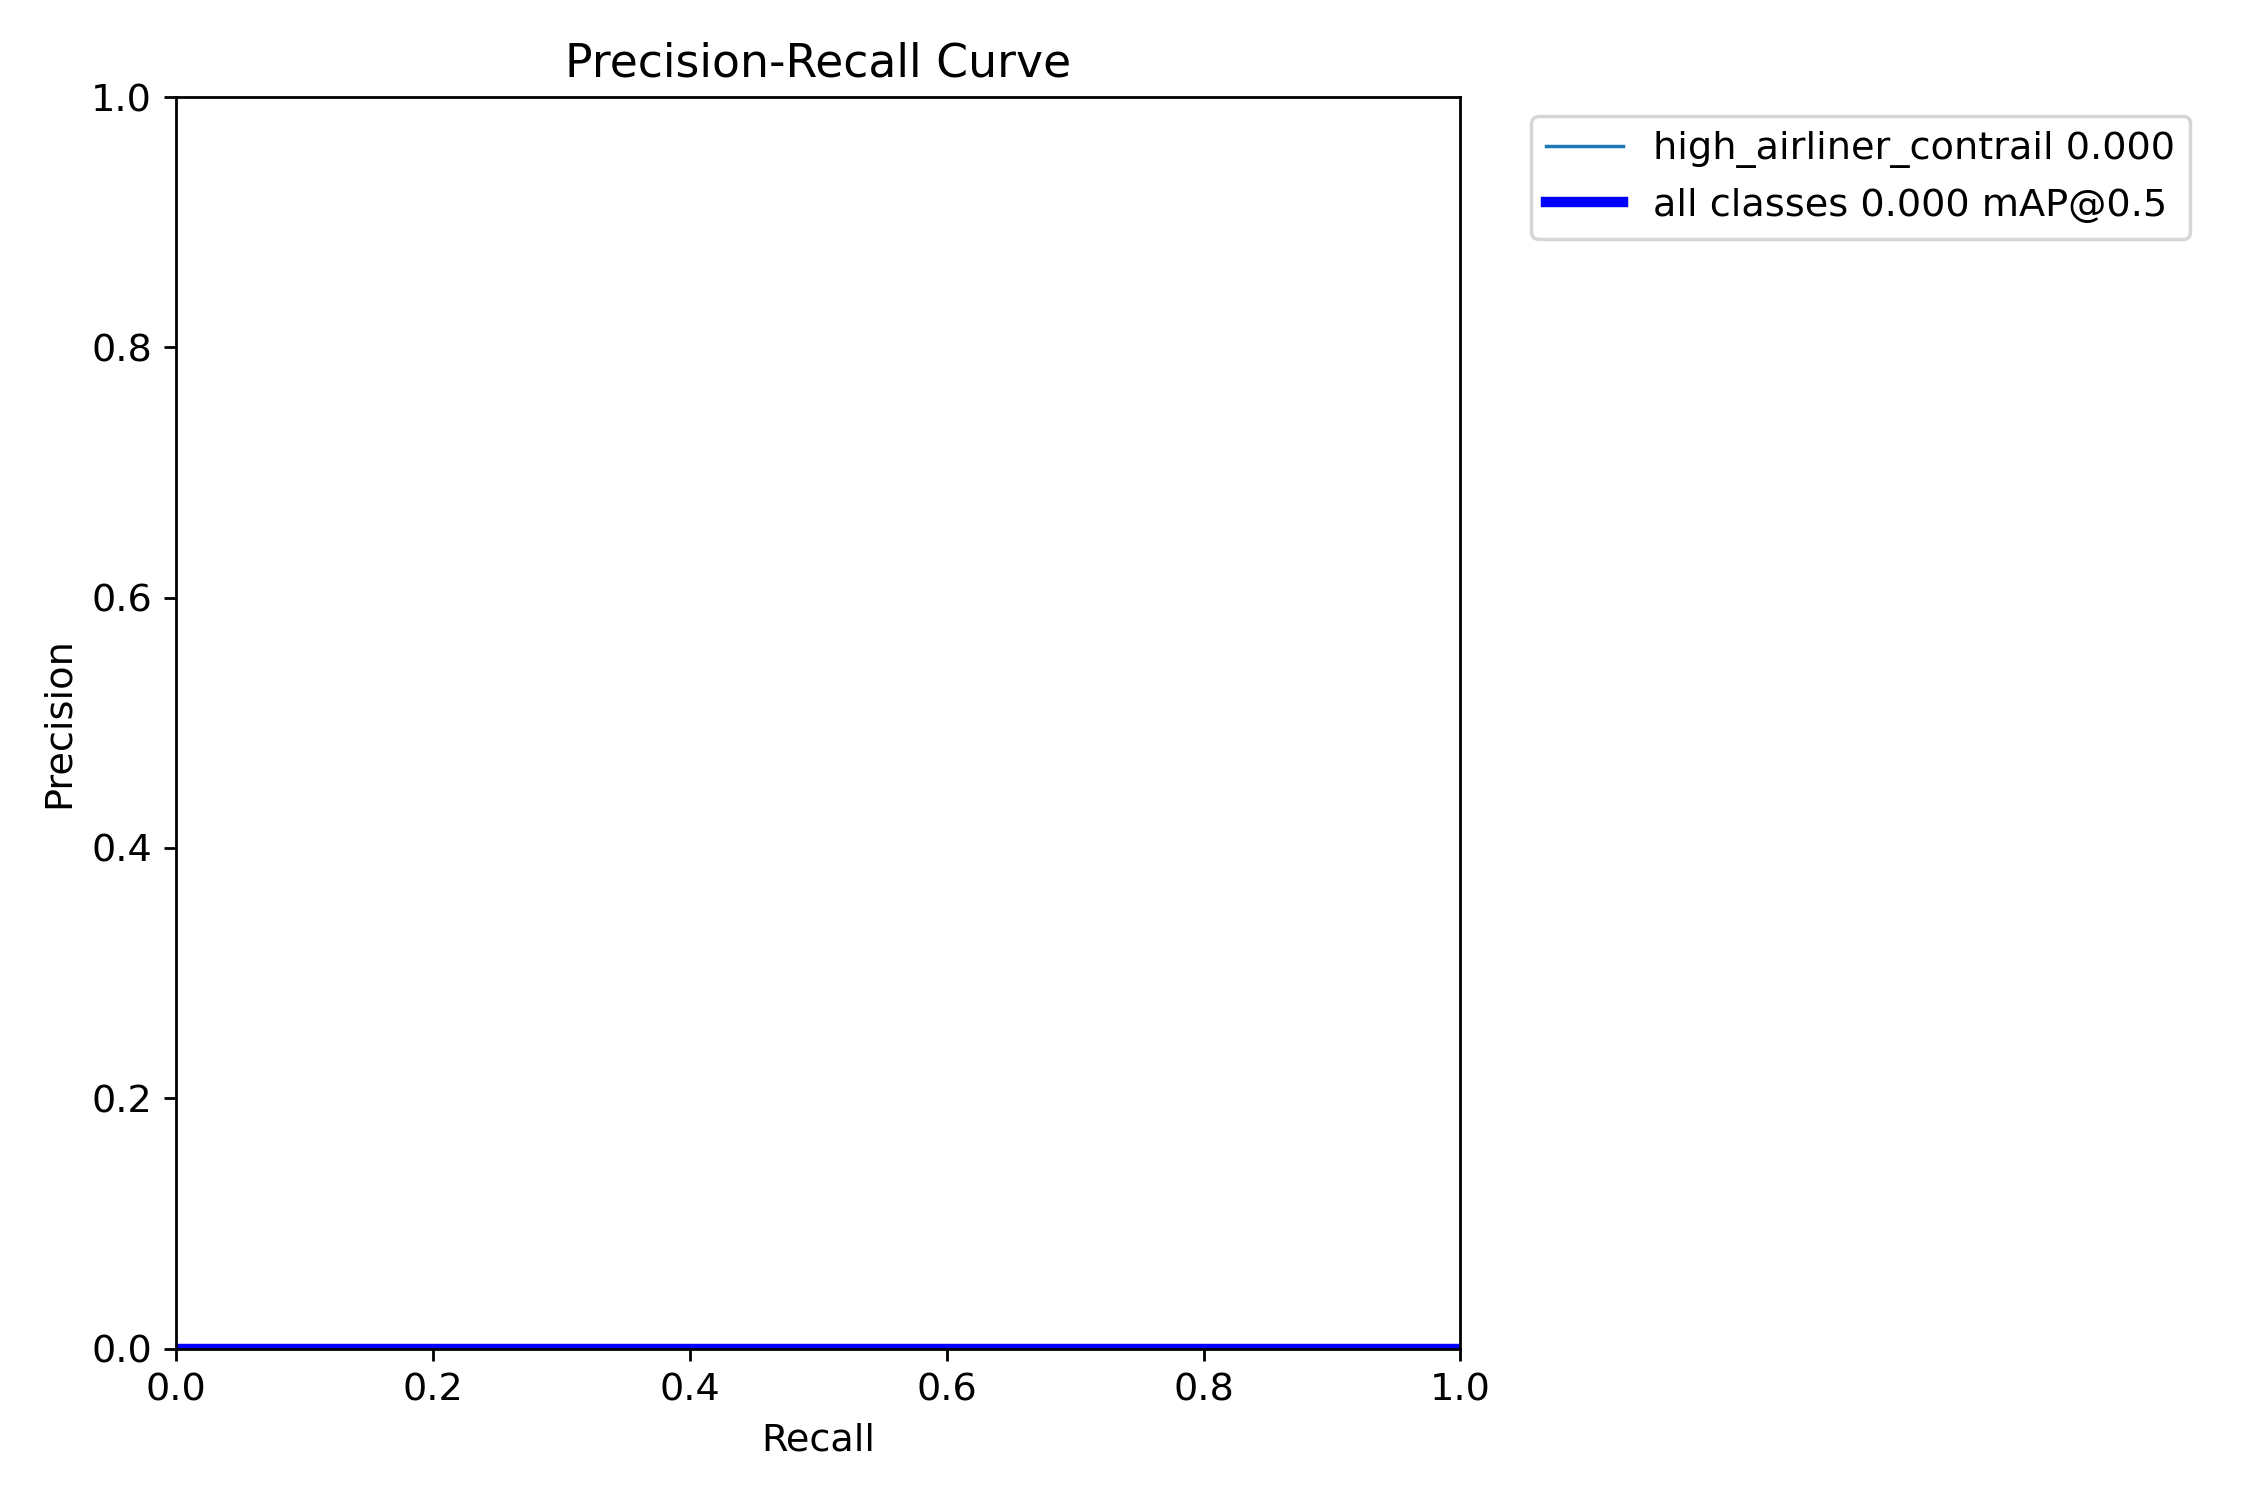 Precision-Recall Curve
high_airliner_contrail 0.000
all classes 0.000 mAP@0.5
1.0
0.8
0.6
0.4
0.2
0.0
Precision
0.0 0.2 0.4 0.6 0.8 1.0
Recall